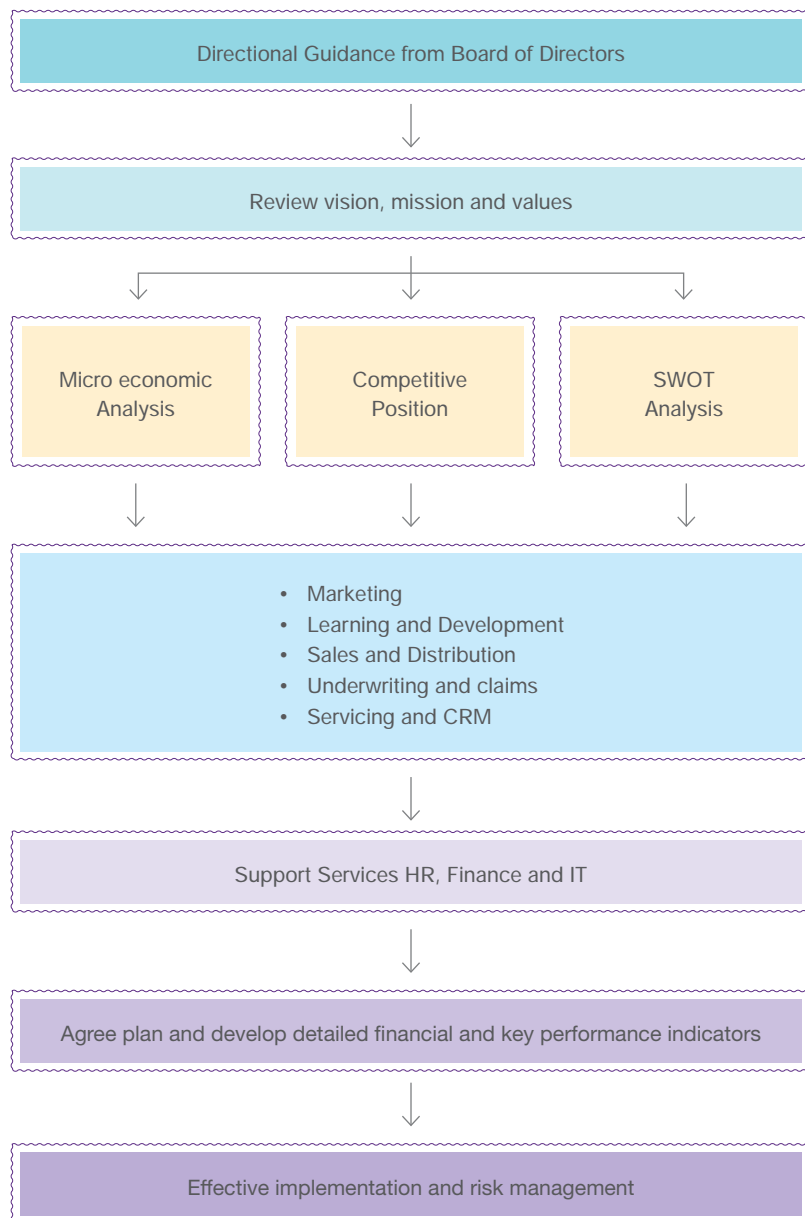 Directional Guidance from Board of Directors
Review vision, mission and values
Micro economic
Analysis
Competitive
Position
SWOT
Analysis
• Marketing
• Learning and Development
• Sales and Distribution
• Underwriting and claims
• Servicing and CRM
Support Services HR, Finance and IT
Agree plan and develop detailed financial and key performance indicators
Effective implementation and risk management